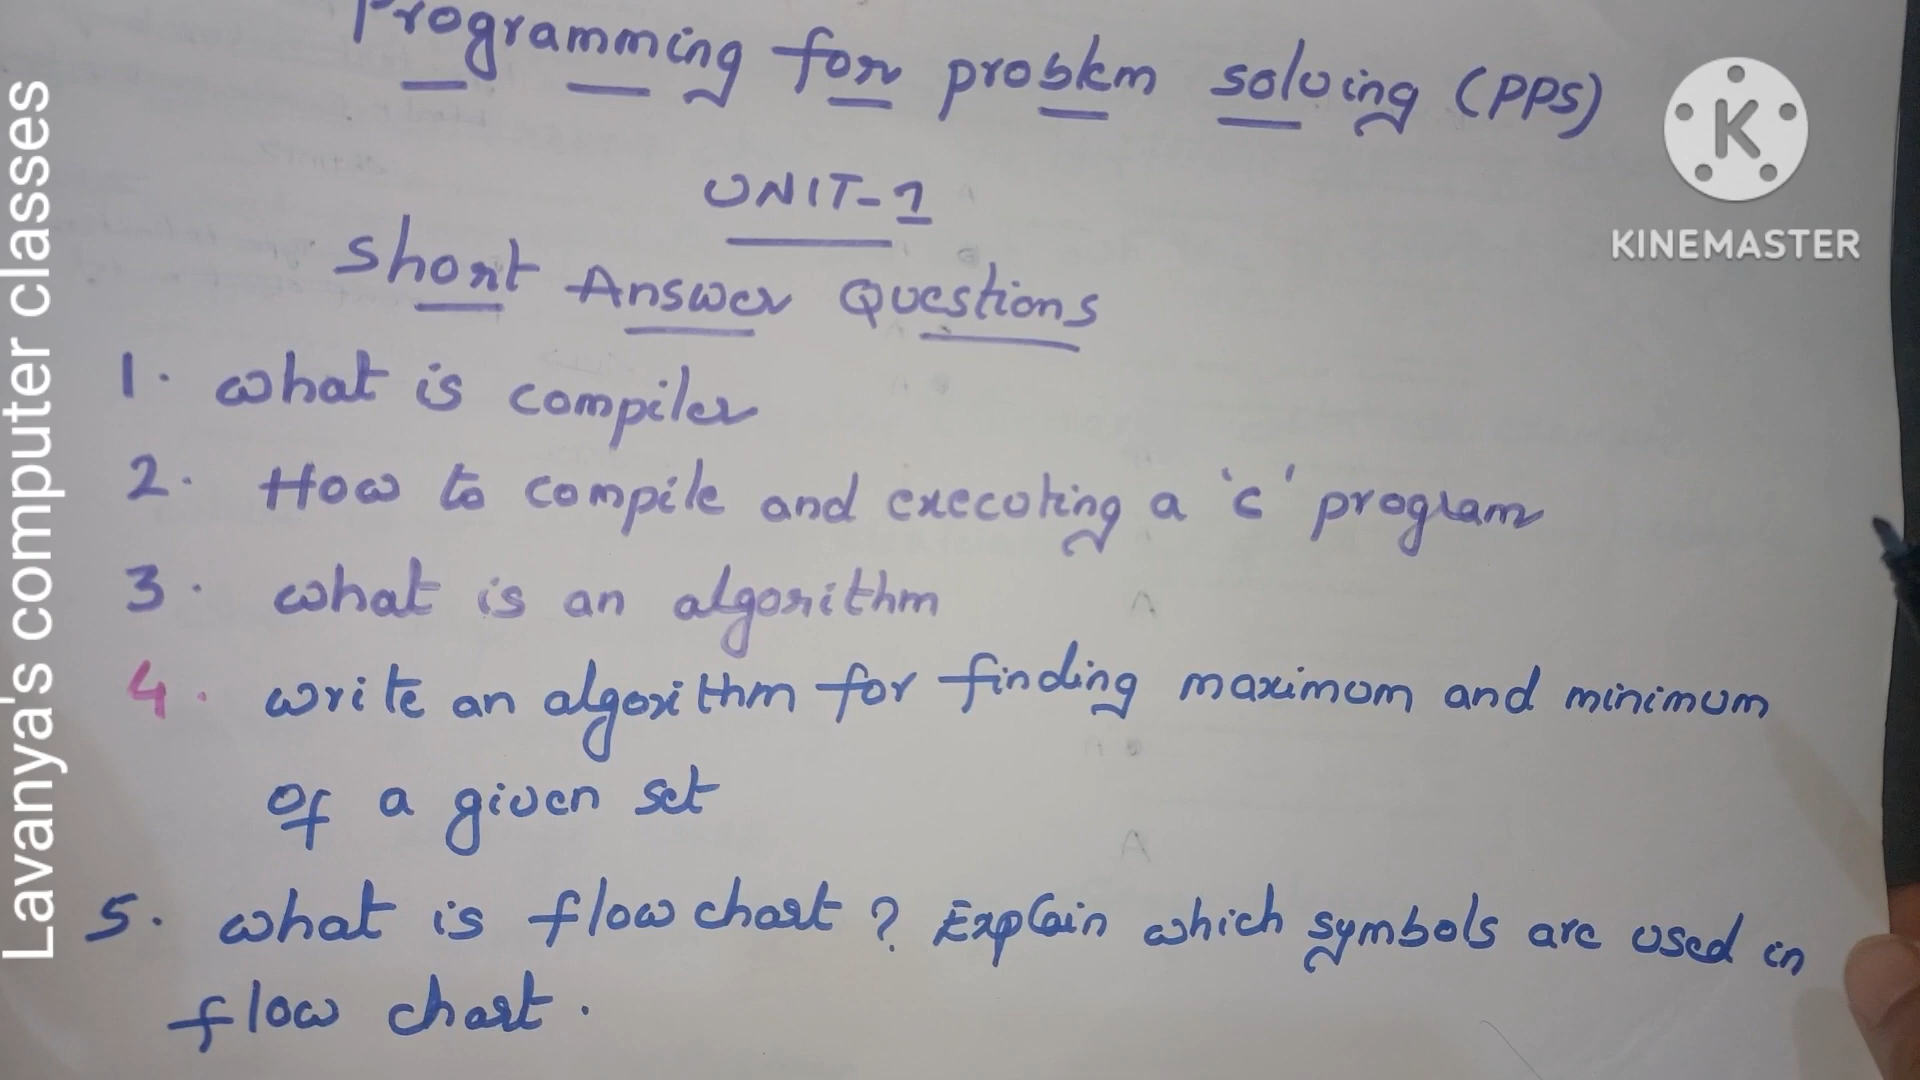 Programming for problem solving (PPS)
UNIT-1
Short Answer Questions
1. what is compiler
2. How to compile and executing a 'c' program
3. what is an algorithm
4. write an algorithm for finding maximum and minimum
of a given set
5. what is flow chart? Explain which symbols are used in
flow chart.
Lavanya's computer classes
K
KINEMASTER